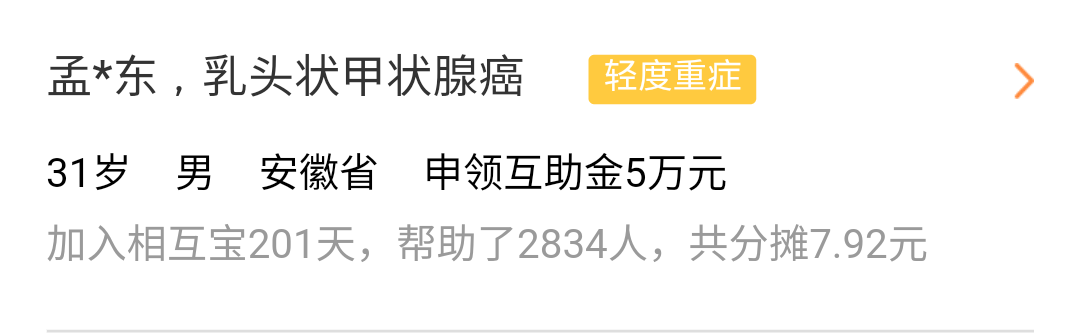 孟*东，乳头状甲状腺癌 轻度重症
31岁 男 安徽省 申领互助金5万元
加入相互宝201天，帮助了2834人，共分摊7.92元